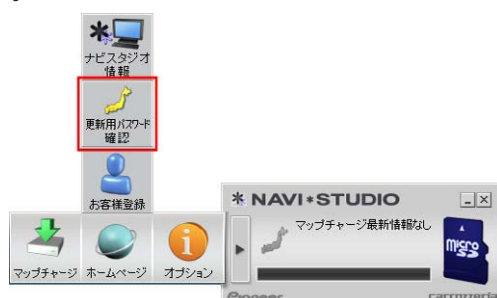 ナビスタジオ
情報
更新用パスワード
確認
お客様登録
マップチャージ
ホームページ
オプション
NAVI*STUDIO
マップチャージ最新情報なし
Micro
SD
Pioneer
carrozzeria